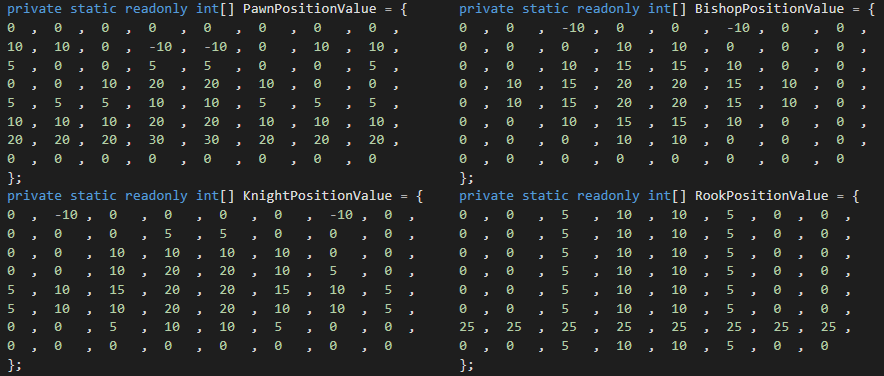 private static readonly int[] PawnPositionValue = {
0 , 0 , 0 , 0 , 0 , 0 , 0 , 0 ,
10 , 10 , 0 , -10 , -10 , 0 , 10 , 10 ,
5 , 0 , 0 , 5 , 5 , 0 , 0 , 5 ,
0 , 0 , 10 , 20 , 20 , 10 , 0 , 0 ,
5 , 5 , 5 , 10 , 10 , 5 , 5 , 5 ,
10 , 10 , 10 , 20 , 20 , 10 , 10 , 10 ,
20 , 20 , 20 , 30 , 30 , 20 , 20 , 20 ,
0 , 0 , 0 , 0 , 0 , 0 , 0 , 0
};
private static readonly int[] KnightPositionValue = {
0 , -10 , 0 , 0 , 0 , 0 , -10 , 0 ,
0 , 0 , 0 , 5 , 5 , 0 , 0 , 0 ,
0 , 0 , 10 , 10 , 10 , 10 , 0 , 0 ,
0 , 0 , 10 , 20 , 20 , 10 , 5 , 0 ,
5 , 10 , 15 , 20 , 20 , 15 , 10 , 5 ,
5 , 10 , 10 , 20 , 20 , 10 , 10 , 5 ,
0 , 0 , 5 , 10 , 10 , 5 , 0 , 0 ,
0 , 0 , 0 , 0 , 0 , 0 , 0 , 0
};
private static readonly int[] BishopPositionValue = {
0 , 0 , -10 , 0 , 0 , -10 , 0 , 0 ,
0 , 0 , 0 , 10 , 10 , 0 , 0 , 0 ,
0 , 0 , 10 , 15 , 15 , 10 , 0 , 0 ,
0 , 10 , 15 , 20 , 20 , 15 , 10 , 0 ,
0 , 10 , 15 , 20 , 20 , 15 , 10 , 0 ,
0 , 0 , 10 , 15 , 15 , 10 , 0 , 0 ,
0 , 0 , 0 , 10 , 10 , 0 , 0 , 0 ,
0 , 0 , 0 , 0 , 0 , 0 , 0 , 0
};
private static readonly int[] RookPositionValue = {
0 , 0 , 5 , 10 , 10 , 5 , 0 , 0 ,
0 , 0 , 5 , 10 , 10 , 5 , 0 , 0 ,
0 , 0 , 5 , 10 , 10 , 5 , 0 , 0 ,
0 , 0 , 5 , 10 , 10 , 5 , 0 , 0 ,
0 , 0 , 5 , 10 , 10 , 5 , 0 , 0 ,
0 , 0 , 5 , 10 , 10 , 5 , 0 , 0 ,
25 , 25 , 25 , 25 , 25 , 25 , 25 , 25 ,
0 , 0 , 5 , 10 , 10 , 5 , 0 , 0
};